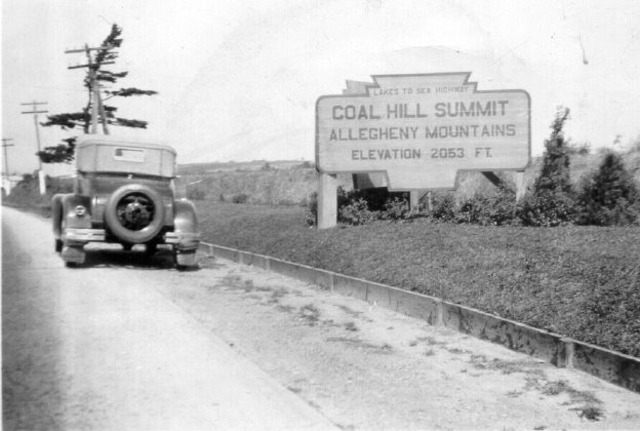 LAKES TO SEA HIGHWAY
COAL HILL SUMMIT
ALLEGHENY MOUNTAINS
ELEVATION 2053 FT.